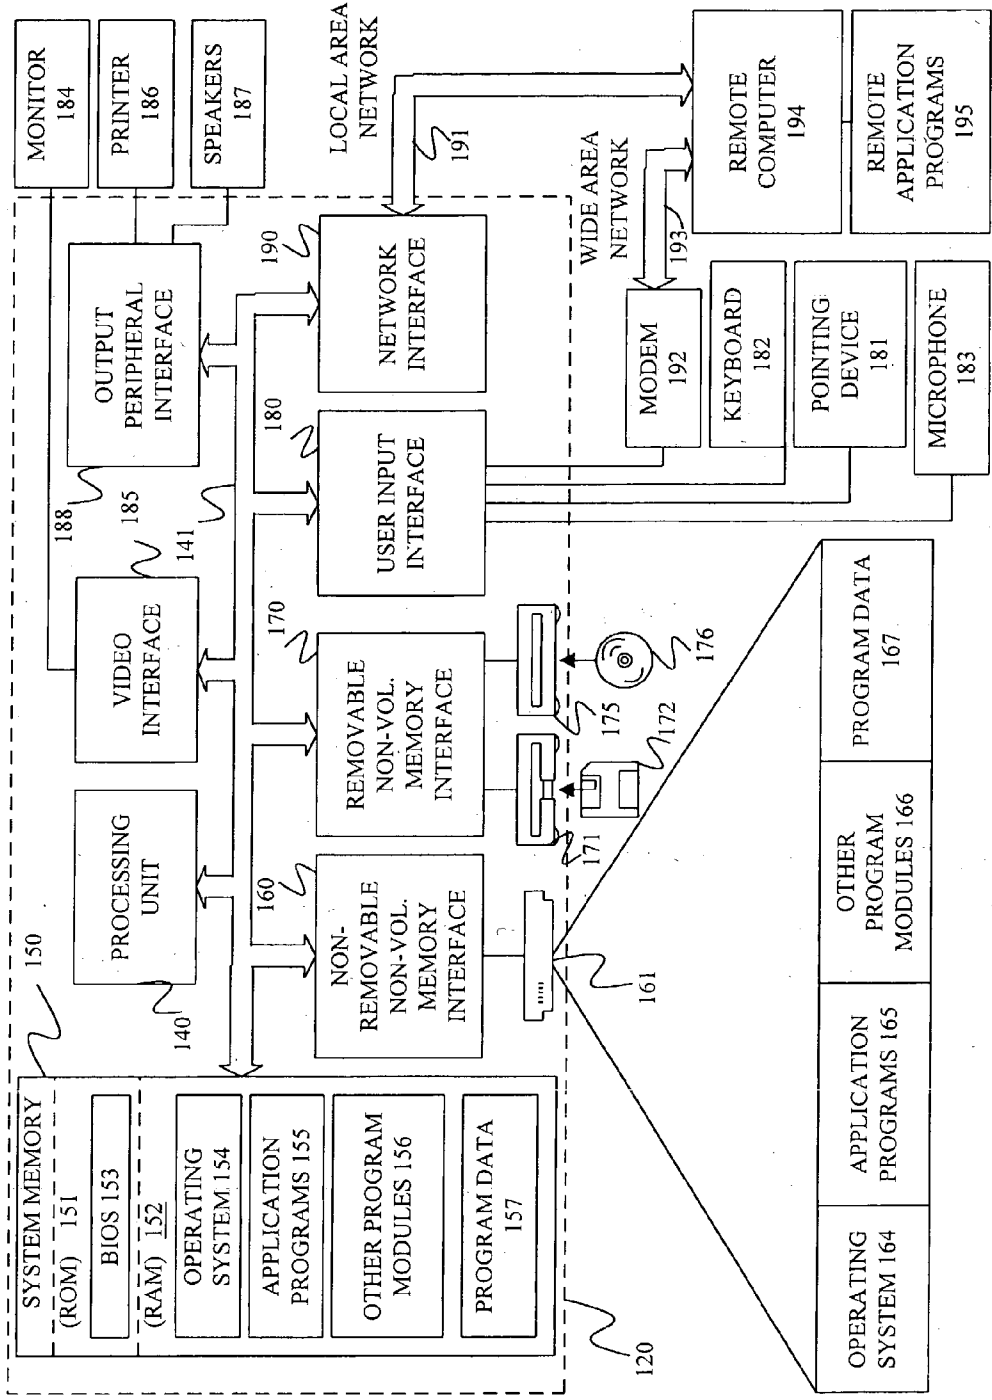 SYSTEM MEMORY
(ROM) 151
BIOS 153
(RAM) 152
OPERATING
SYSTEM 154
APPLICATION
PROGRAMS 155
OTHER PROGRAM
MODULES 156
PROGRAM DATA
157
120
150
PROCESSING
UNIT
140
VIDEO
INTERFACE
141
185
188
OUTPUT
PERIPHERAL
INTERFACE
MONITOR
184
PRINTER
186
SPEAKERS
187
160
NON-
REMOVABLE
NON-VOL.
MEMORY
INTERFACE
170
REMOVABLE
NON-VOL.
MEMORY
INTERFACE
180
USER INPUT
INTERFACE
190
NETWORK
INTERFACE
LOCAL AREA
NETWORK
191
161
171
172
175
176
WIDE AREA
NETWORK
193
MODEM
192
KEYBOARD
182
POINTING
DEVICE
181
MICROPHONE
183
REMOTE
COMPUTER
194
REMOTE
APPLICATION
PROGRAMS
195
OPERATING
SYSTEM 164
APPLICATION
PROGRAMS 165
OTHER
PROGRAM
MODULES 166
PROGRAM DATA
167